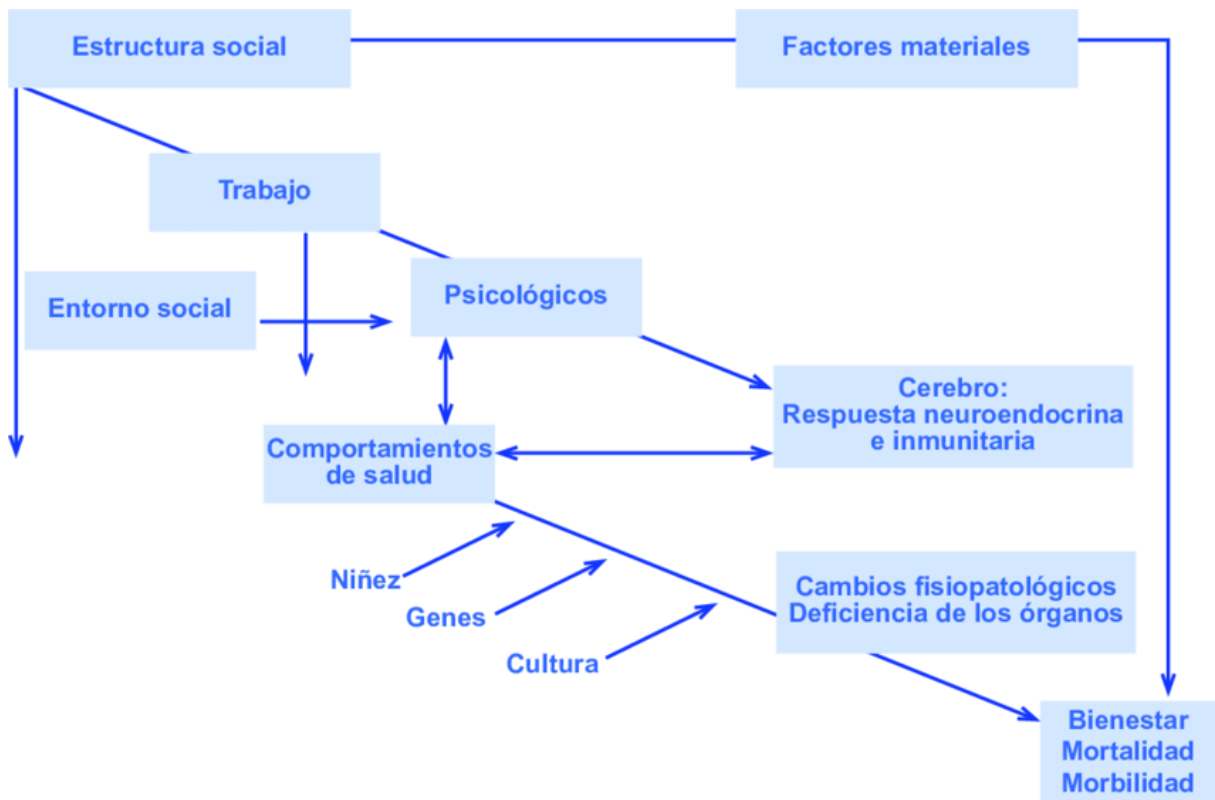 Estructura social
Factores materiales
Trabajo
Entorno social
Psicológicos
Cerebro:
Respuesta neuroendocrina
e inmunitaria
Comportamientos
de salud
Niñez
Genes
Cultura
Cambios fisiopatológicos
Deficiencia de los órganos
Bienestar
Mortalidad
Morbilidad